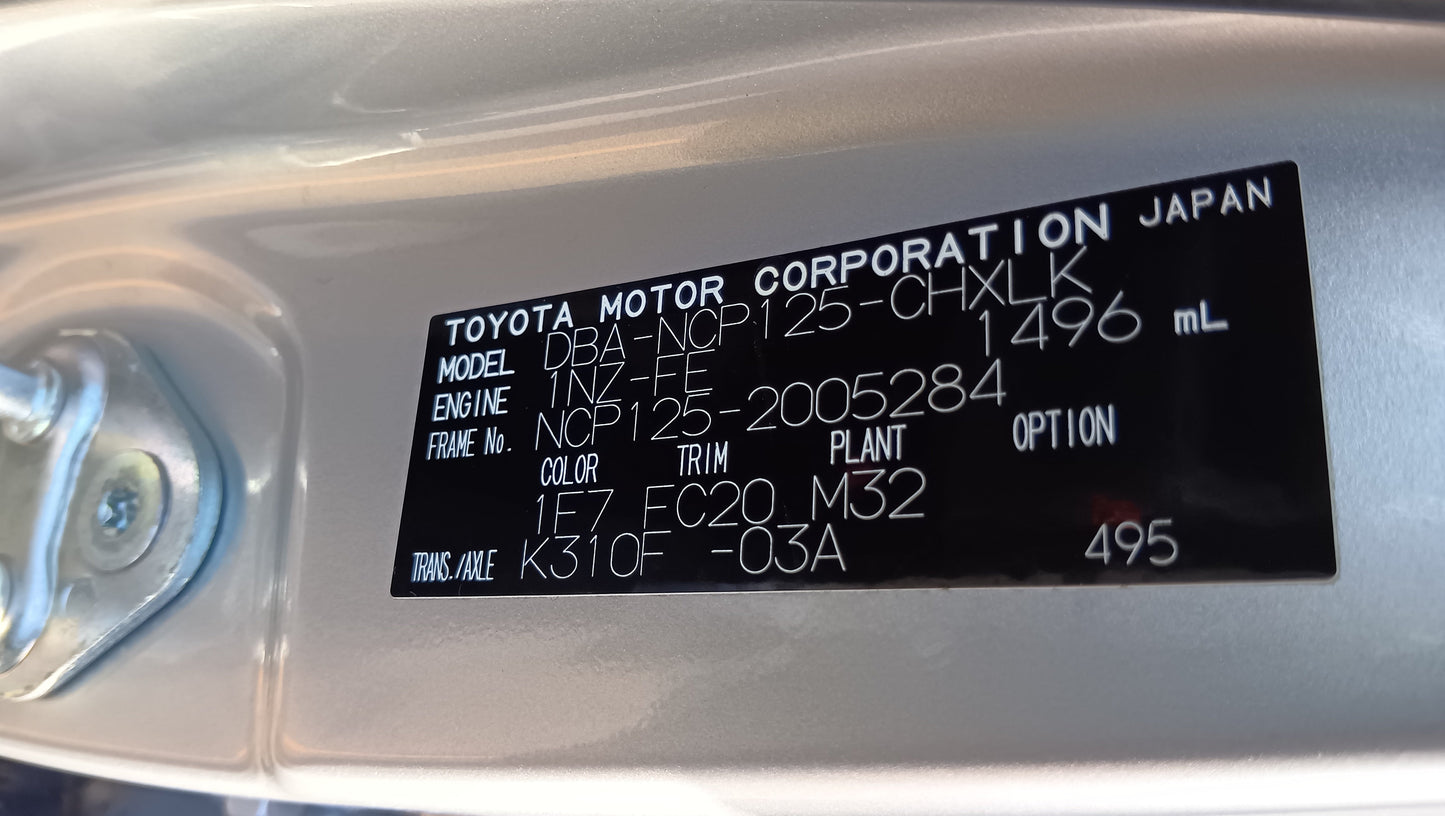 TOYOTA MOTOR CORPORATION JAPAN
MODEL DBA-NCP125-CHXLK
ENGINE 1NZ-FE 1496 mL
FRAME No. NCP125-2005284
COLOR TRIM PLANT OPTION
1F7 FC20 M32
TRANS./AXLE K310F -03A 495